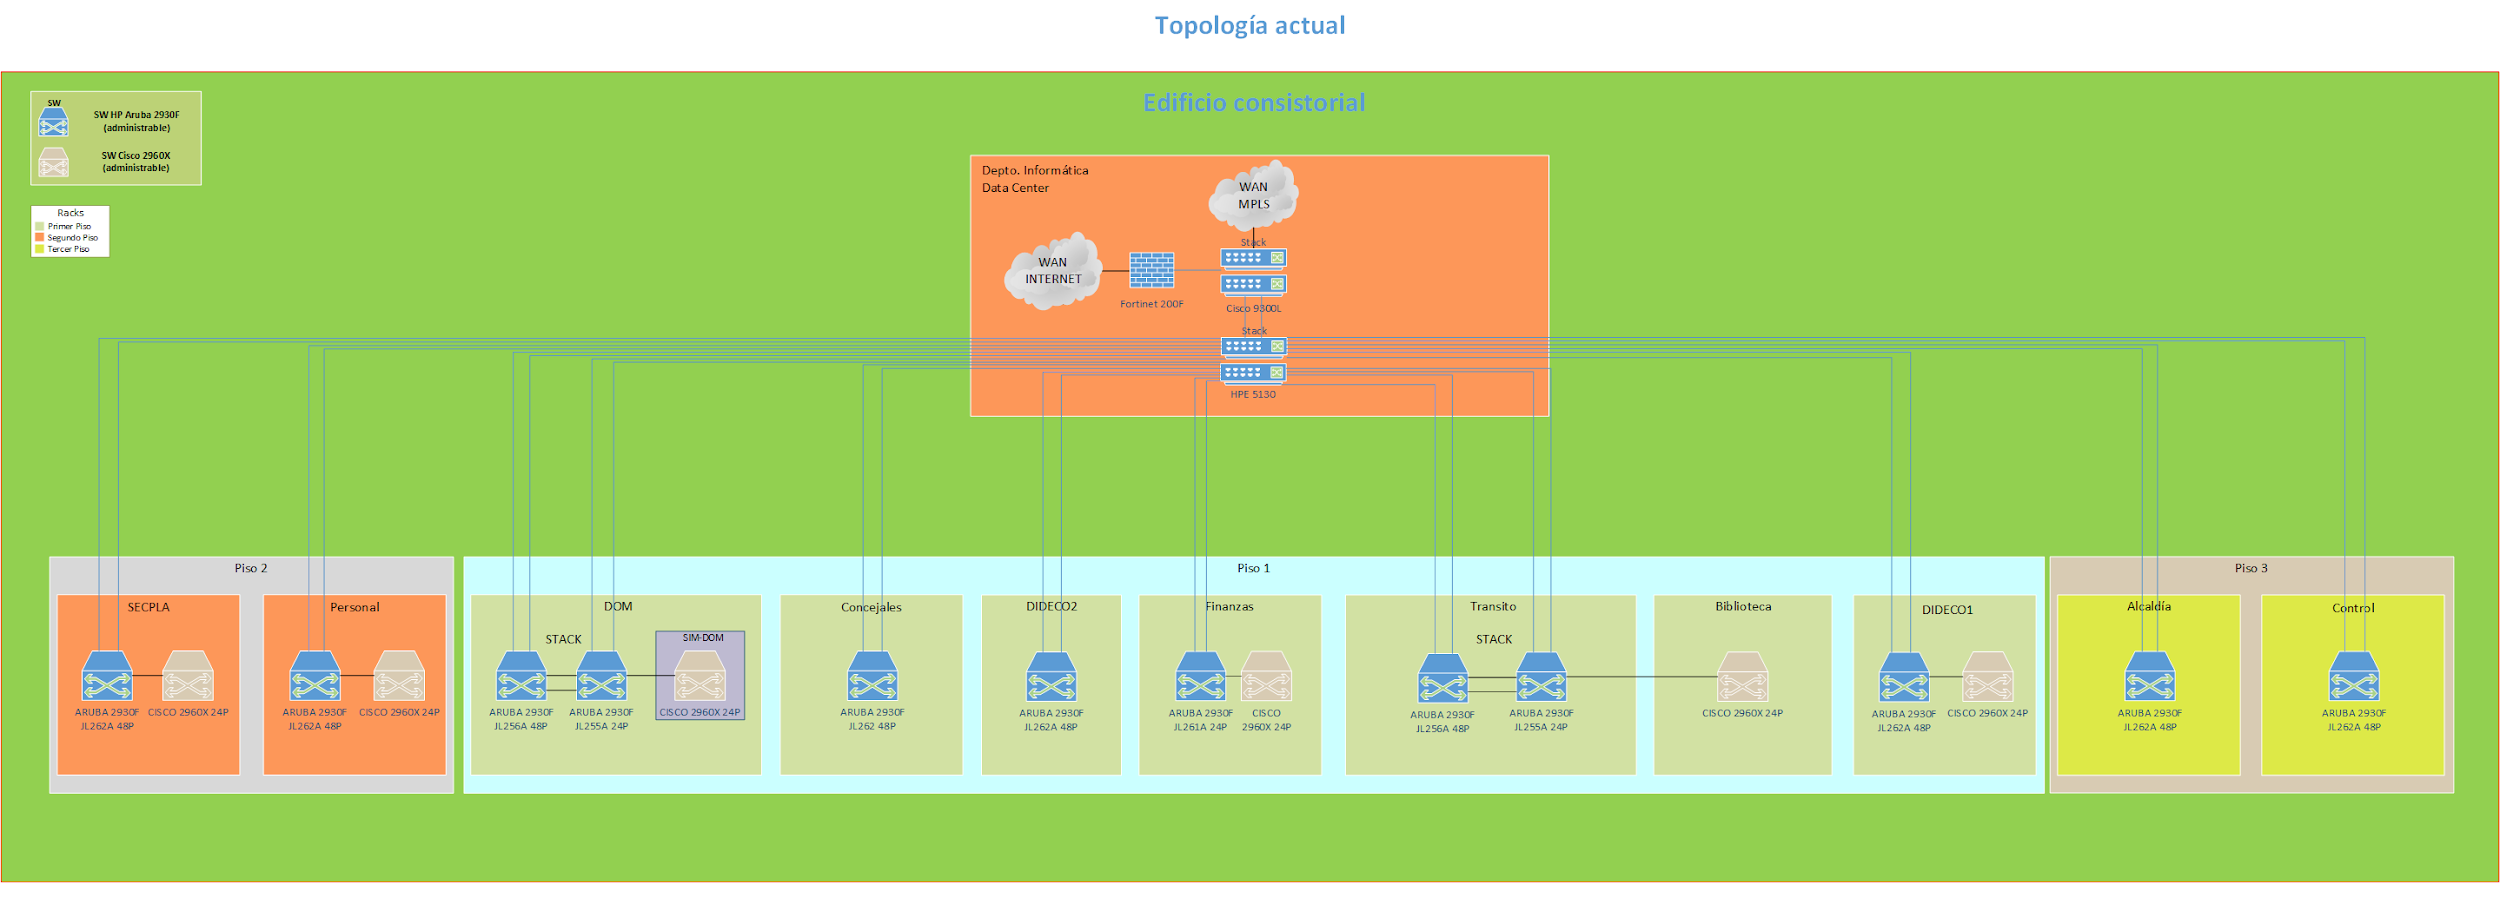 Topología actual
Edificio consistorial
SW
SW HP Aruba 2930F
(administrable)
SW Cisco 2960X
(administrable)
Racks
Primer Piso
Segundo Piso
Tercer Piso
Depto. Informática
Data Center
WAN
MPLS
Stack
WAN
INTERNET
Fortinet 200F
Cisco 9300L
Stack
HPE 5130
Piso 2
SECPLA
ARUBA 2930F
JL262A 48P
CISCO 2960X 24P
Personal
ARUBA 2930F
JL262A 48P
CISCO 2960X 24P
Piso 1
DOM
STACK
SIM-DOM
ARUBA 2930F
JL256A 48P
ARUBA 2930F
JL255A 24P
CISCO 2960X 24P
Concejales
ARUBA 2930F
JL262 48P
DIDECO2
ARUBA 2930F
JL262A 48P
Finanzas
ARUBA 2930F
JL261A 24P
CISCO
2960X 24P
Transito
STACK
ARUBA 2930F
JL256A 48P
ARUBA 2930F
JL255A 24P
Biblioteca
CISCO 2960X 24P
DIDECO1
ARUBA 2930F
JL262A 48P
CISCO 2960X 24P
Piso 3
Alcaldía
ARUBA 2930F
JL262A 48P
Control
ARUBA 2930F
JL262A 48P